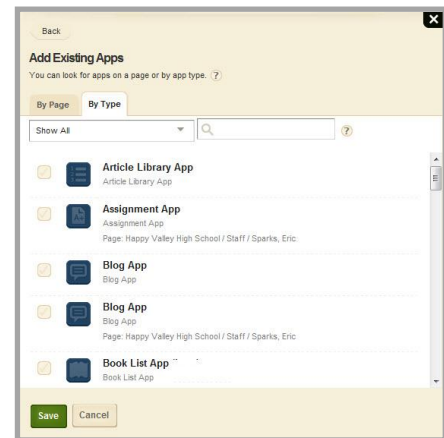 X
Back
Add Existing Apps
You can look for apps on a page or by app type. ?
By Page By Type
Show All ?
Article Library App
Article Library App
Assignment App
Assignment App
Page: Happy Valley High School / Staff / Sparks, Eric
Blog App
Blog App
Blog App
Blog App
Page: Happy Valley High School / Staff / Sparks, Eric
Book List App
Book List App
Save Cancel